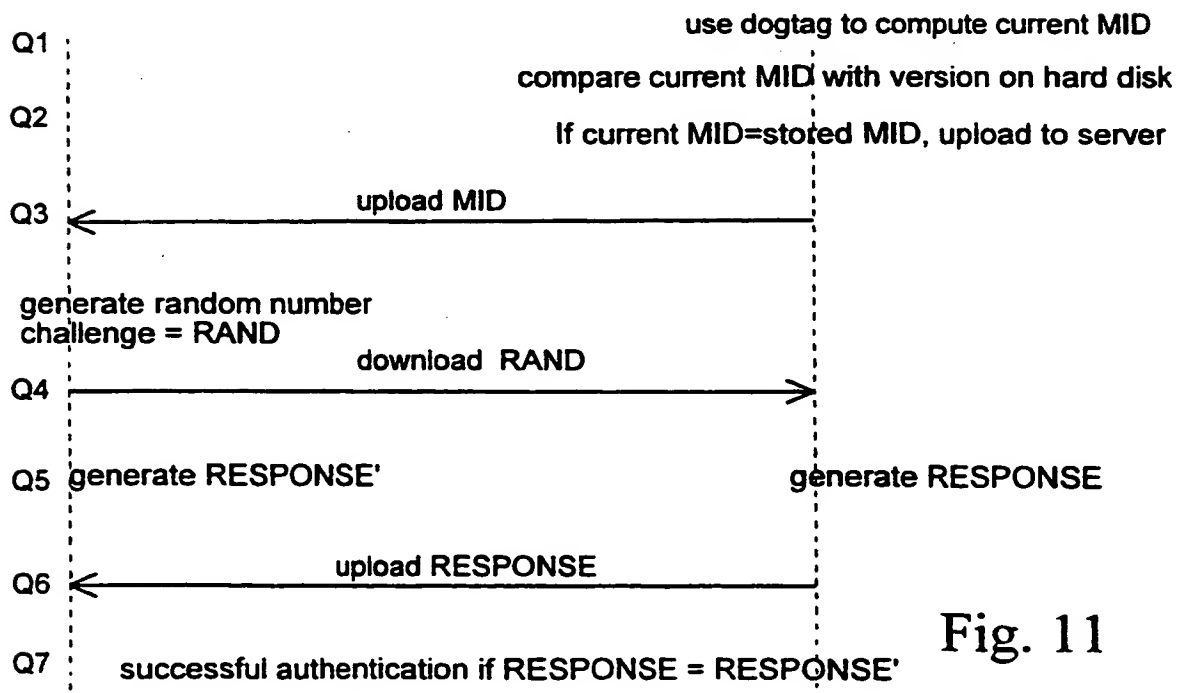 use dogtag to compute current MID
Q1
compare current MID with version on hard disk
Q2
If current MID=stored MID, upload to server
upload MID
Q3
generate random number
challenge = RAND
download RAND
Q4
Q5 generate RESPONSE' generate RESPONSE
upload RESPONSE
Q6
Fig. 11
Q7 successful authentication if RESPONSE = RESPONSE'